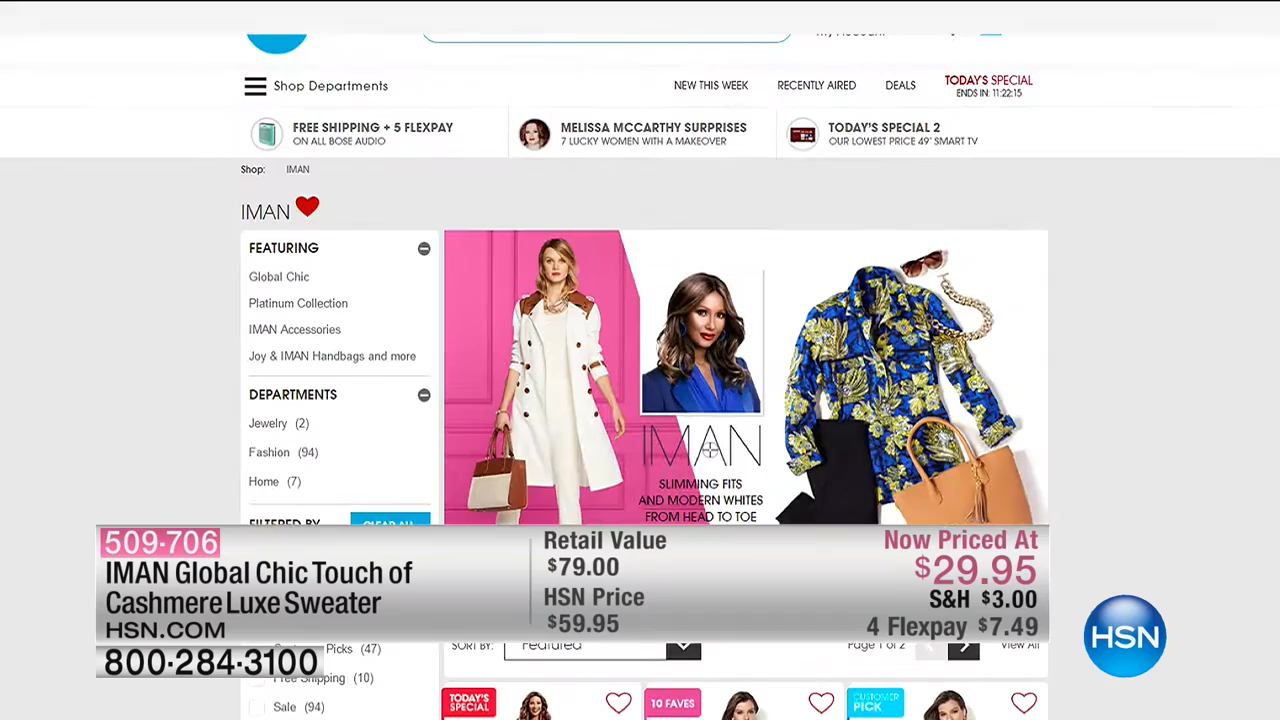 Shop Departments
NEW THIS WEEK
RECENTLY AIRED
DEALS
TODAY'S SPECIAL
ENDS IN: 11:22:15
FREE SHIPPING + 5 FLEXPAY
ON ALL BOSE AUDIO
MELISSA MCCARTHY SURPRISES
7 LUCKY WOMEN WITH A MAKEOVER
TODAY'S SPECIAL 2
OUR LOWEST PRICE 49" SMART TV
Shop: IMAN
IMAN
FEATURING
Global Chic
Platinum Collection
IMAN Accessories
Joy & IMAN Handbags and more
DEPARTMENTS
Jewelry (2)
Fashion (94)
Home (7)
FILTERED BY
CLEAR ALL
IMAN
SLIMMING FITS
AND MODERN WHITES
FROM HEAD TO TOE
509-706
IMAN Global Chic Touch of
Cashmere Luxe Sweater
HSN.COM
800-284-3100
Retail Value
$79.00
HSN Price
$59.95
Now Priced At
$29.95
S&H $3.00
4 Flexpay $7.49
HSN
Picks (47)
Free Shipping (10)
Sale (94)
SORT BY:
Featured
Page 1 of 2
View All
TODAY'S
SPECIAL
10 FAVES
CUSTOMER
PICK